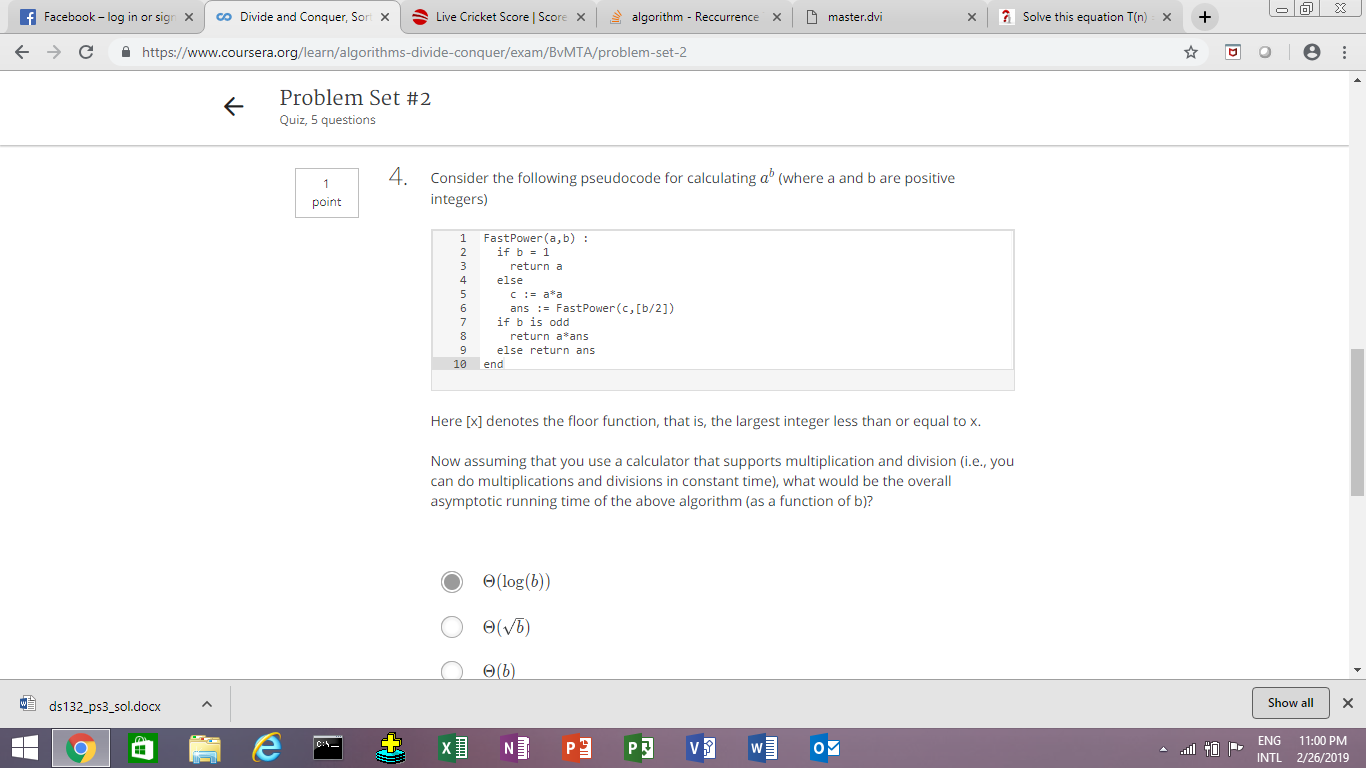 Facebook – log in or sign
Divide and Conquer, Sort
Live Cricket Score | Score
algorithm - Reccurrence
master.dvi
Solve this equation T(n)
https://www.coursera.org/learn/algorithms-divide-conquer/exam/BvMTA/problem-set-2
Problem Set #2
Quiz, 5 questions
1
point
4.
Consider the following pseudocode for calculating aᵇ (where a and b are positive
integers)
1 FastPower(a,b) :
2 if b = 1
3 return a
4 else
5 c := a*a
6 ans := FastPower(c,[b/2])
7 if b is odd
8 return a*ans
9 else return ans
10 end
Here [x] denotes the floor function, that is, the largest integer less than or equal to x.
Now assuming that you use a calculator that supports multiplication and division (i.e., you
can do multiplications and divisions in constant time), what would be the overall
asymptotic running time of the above algorithm (as a function of b)?
Θ(log(b))
Θ(√b)
Θ(b)
ds132_ps3_sol.docx
Show all
ENG 11:00 PM
INTL 2/26/2019